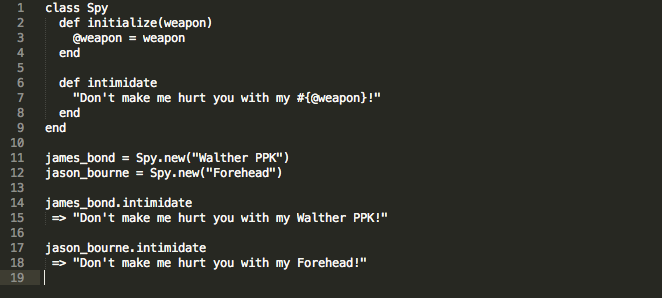 1 class Spy
2   def initialize(weapon)
3     @weapon = weapon
4   end
5
6   def intimidate
7     "Don't make me hurt you with my #{@weapon}!"
8   end
9 end
10
11 james_bond = Spy.new("Walther PPK")
12 jason_bourne = Spy.new("Forehead")
13
14 james_bond.intimidate
15  => "Don't make me hurt you with my Walther PPK!"
16
17 jason_bourne.intimidate
18  => "Don't make me hurt you with my Forehead!"
19